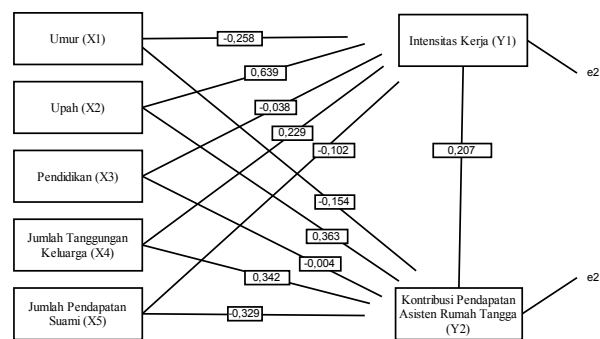 Umur (X1)
-0,258
Intensitas Kerja (Y1)
e2
0,639
Upah (X2)
-0,038
0,229
-0,102
0,207
Pendidikan (X3)
-0,154
Jumlah Tanggungan
Keluarga (X4)
0,363
-0,004
0,342
e2
Jumlah Pendapatan
Suami (X5)
-0,329
Kontribusi Pendapatan
Asisten Rumah Tangga
(Y2)